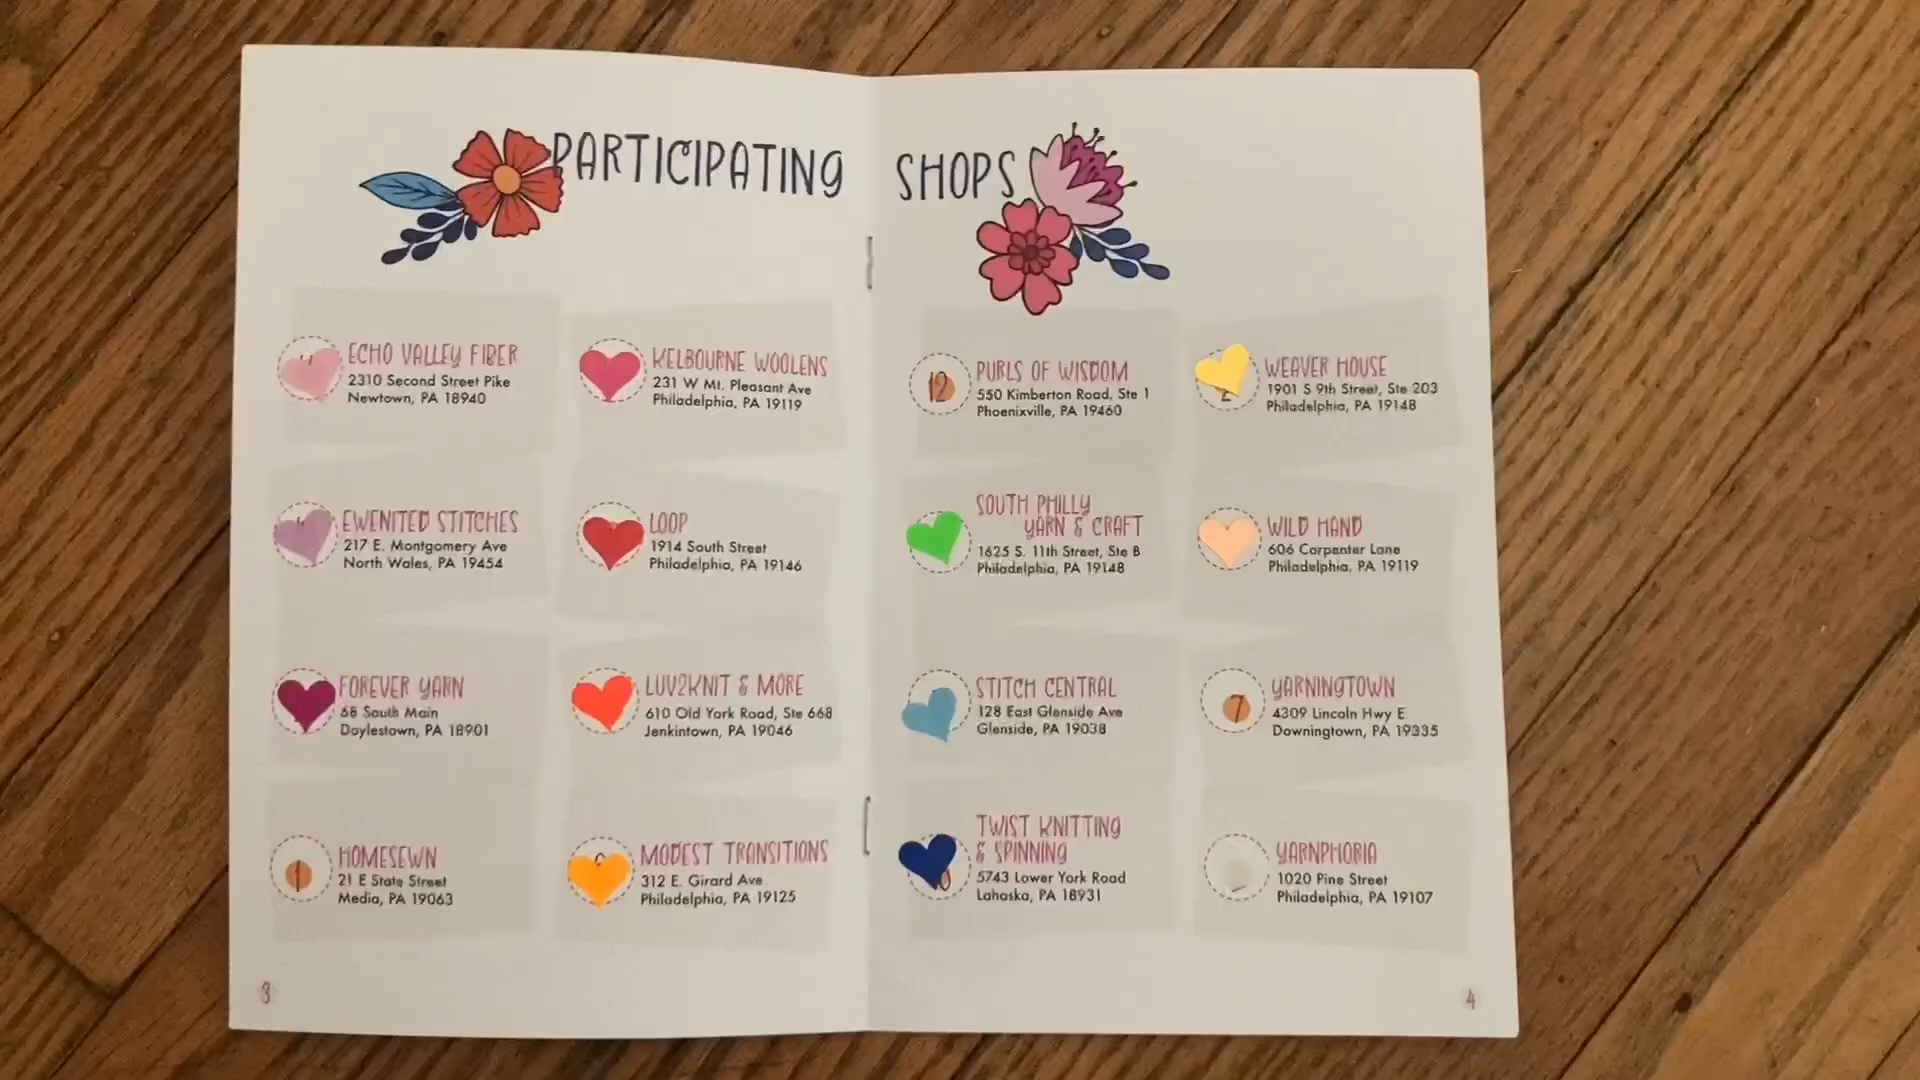 PARTICIPATING SHOPS
ECHO VALLEY FIBER
2310 Second Street Pike
Newtown, PA 18940
KELBOURNE WOOLENS
231 W Mt. Pleasant Ave
Philadelphia, PA 19119
EWENITED STITCHES
217 E. Montgomery Ave
North Wales, PA 19454
LOOP
1914 South Street
Philadelphia, PA 19146
FOREVER YARN
68 South Main
Doylestown, PA 18901
LUV2KNIT & MORE
610 Old York Road, Ste 668
Jenkintown, PA 19046
1
HOMESEWN
21 E State Street
Media, PA 19063
MODEST TRANSITIONS
312 E. Girard Ave
Philadelphia, PA 19125
3
12
PURLS OF WISDOM
550 Kimberton Road, Ste 1
Phoenixville, PA 19460
2
WEAVER HOUSE
1901 S 9th Street, Ste 203
Philadelphia, PA 19148
SOUTH PHILLY
YARN & CRAFT
1625 S. 11th Street, Ste B
Philadelphia, PA 19148
WILD HAND
606 Carpenter Lane
Philadelphia, PA 19119
STITCH CENTRAL
128 East Glenside Ave
Glenside, PA 19038
7
YARNINGTOWN
4309 Lincoln Hwy E
Downingtown, PA 19335
TWIST KNITTING
& SPINNING
5743 Lower York Road
Lahaska, PA 18931
YARNPHORIA
1020 Pine Street
Philadelphia, PA 19107
4